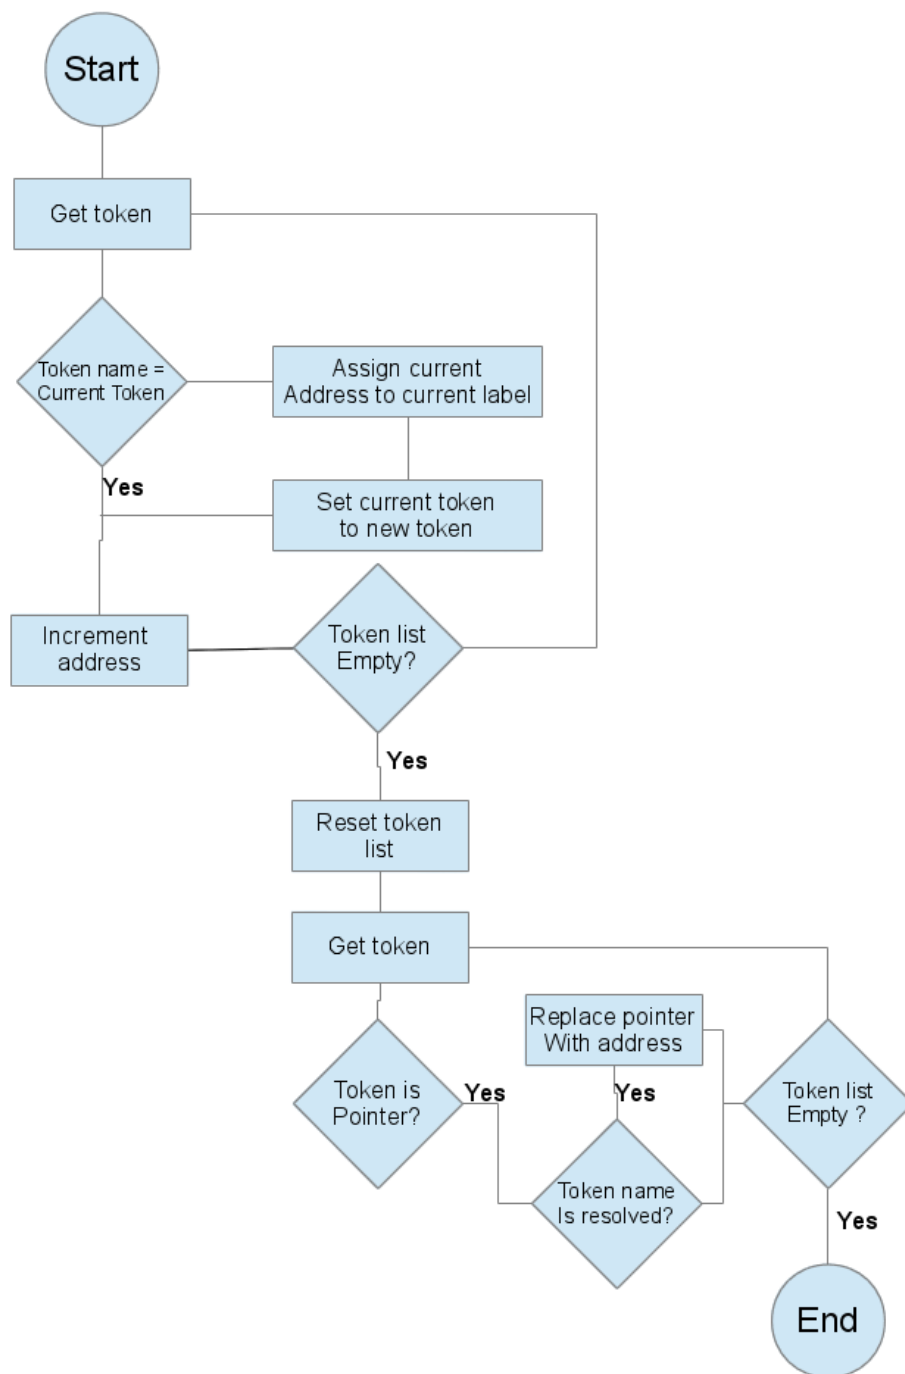 Start
Get token
Token name =
Current Token
Assign current
Address to current label
Yes
Set current token
to new token
Increment
address
Token list
Empty?
Yes
Reset token
list
Get token
Token is
Pointer?
Yes
Replace pointer
With address
Yes
Token name
Is resolved?
Token list
Empty ?
Yes
End